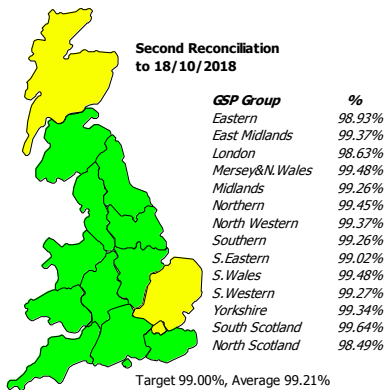 Second Reconciliation
to 18/10/2018
GSP Group %
Eastern 98.93%
East Midlands 99.37%
London 98.63%
Mersey&N.Wales 99.48%
Midlands 99.26%
Northern 99.45%
North Western 99.37%
Southern 99.26%
S.Eastern 99.02%
S.Wales 99.48%
S.Western 99.27%
Yorkshire 99.34%
South Scotland 99.64%
North Scotland 98.49%
Target 99.00%, Average 99.21%